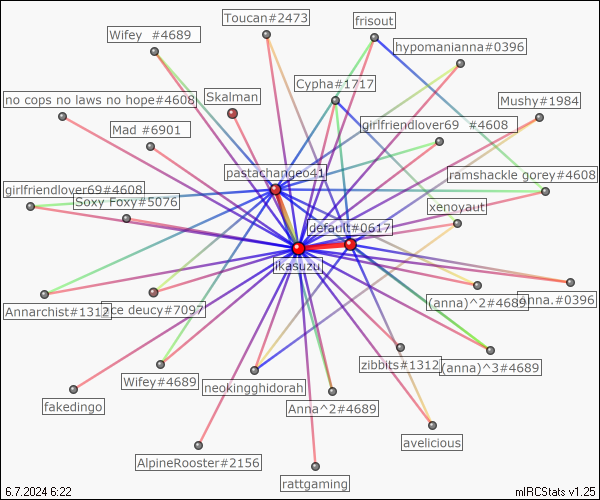 Toucan#2473
frisout
Wifey  #4689
hypomanianna#0396
Cypha#1717
no cops no laws no hope#4608
Skalman
Mushy#1984
Mad #6901
girlfriendlover69  #4608
pastachangeo41
ramshackle gorey#4608
girlfriendlover69#4608
Soxy Foxy#5076
xenoyaut
default#0617
ikasuzu
Annarchist#1312
ce deucy#7097
(anna)^2#4689
nna.#0396
zibbits#1312
(anna)^3#4689
Wifey#4689
neokingghidorah
fakedingo
Anna^2#4689
avelicious
AlpineRooster#2156
rattgaming
6.7.2024 6:22
mIRCStats v1.25